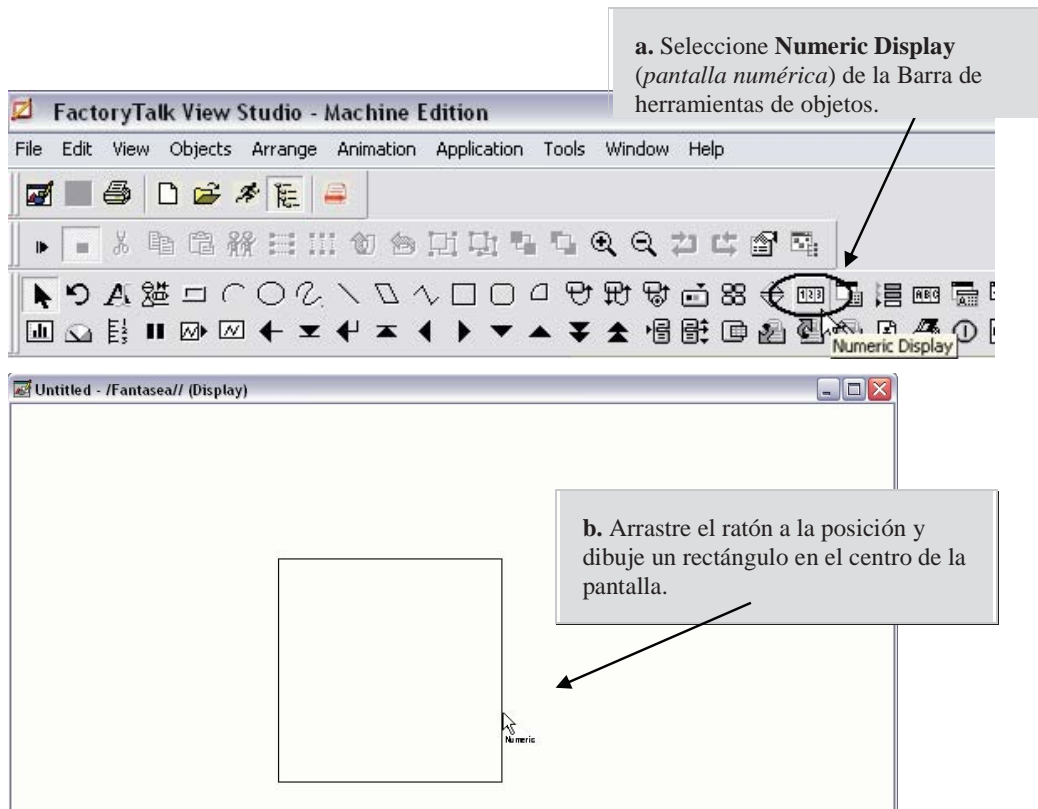 a. Seleccione Numeric Display
(pantalla numérica) de la Barra de
herramientas de objetos.
FactoryTalk View Studio - Machine Edition
File Edit View Objects Arrange Animation Application Tools Window Help
123
ABC
Numeric Display
Untitled - /Fantasea// (Display)
b. Arrastre el ratón a la posición y
dibuje un rectángulo en el centro de la
pantalla.
Numeric